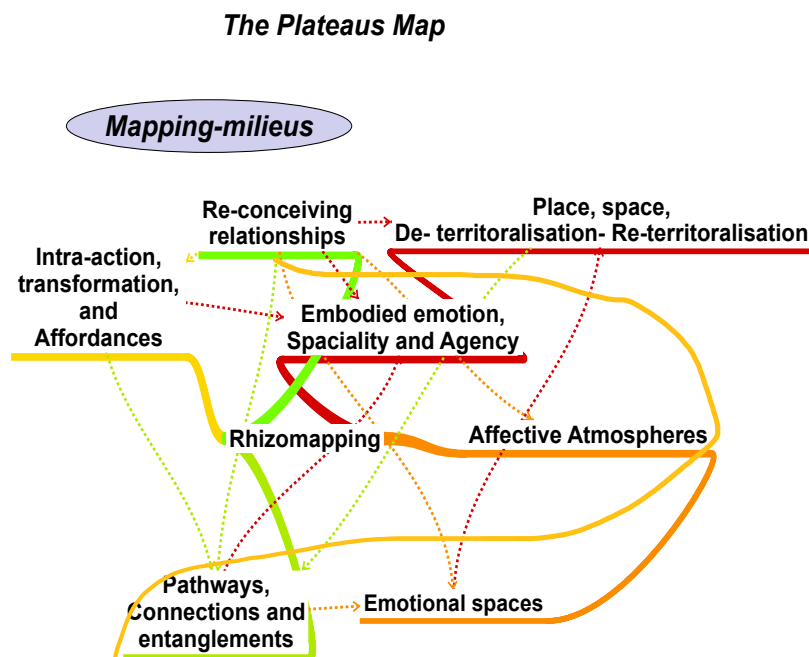 The Plateaus Map
Mapping-milieus
Re-conceiving
relationships
Place, space,
De- territoralisation- Re-territoralisation
Intra-action,
transformation,
and
Affordances
Embodied emotion,
Spaciality and Agency
Rhizomapping
Affective Atmospheres
Pathways,
Connections and
entanglements
Emotional spaces